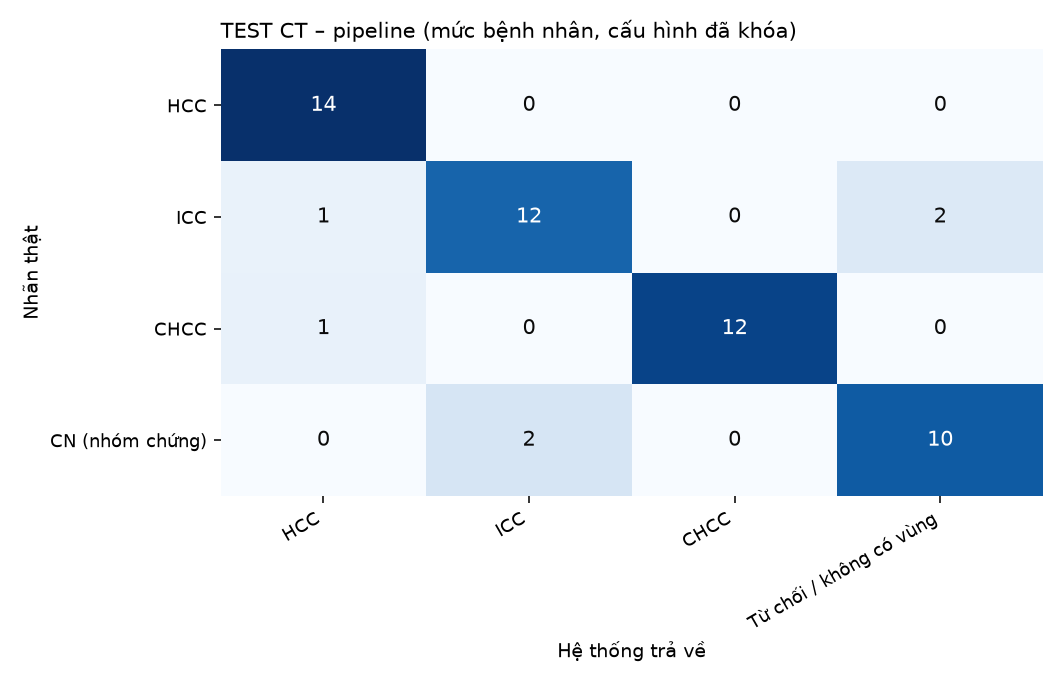 TEST CT – pipeline (mức bệnh nhân, cấu hình đã khóa)
Nhãn thật
HCC 14 0 0 0
ICC 1 12 0 2
CHCC 1 0 12 0
CN (nhóm chứng) 0 2 0 10
HCC ICC CHCC Từ chối / không có vùng
Hệ thống trả về